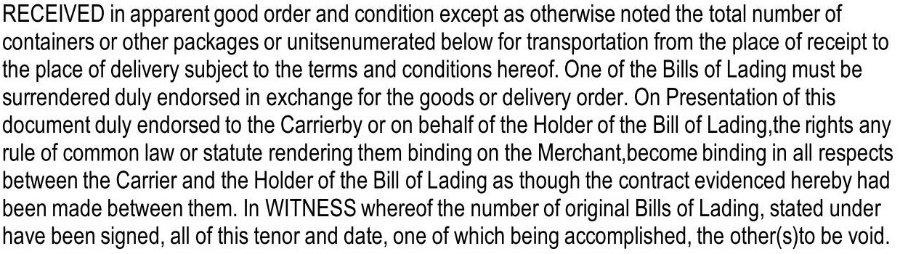 RECEIVED in apparent good order and condition except as otherwise noted the total number of
containers or other packages or unitsenumerated below for transportation from the place of receipt to
the place of delivery subject to the terms and conditions hereof. One of the Bills of Lading must be
surrendered duly endorsed in exchange for the goods or delivery order. On Presentation of this
document duly endorsed to the Carrierby or on behalf of the Holder of the Bill of Lading,the rights any
rule of common law or statute rendering them binding on the Merchant,become binding in all respects
between the Carrier and the Holder of the Bill of Lading as though the contract evidenced hereby had
been made between them. In WITNESS whereof the number of original Bills of Lading, stated under
have been signed, all of this tenor and date, one of which being accomplished, the other(s)to be void.